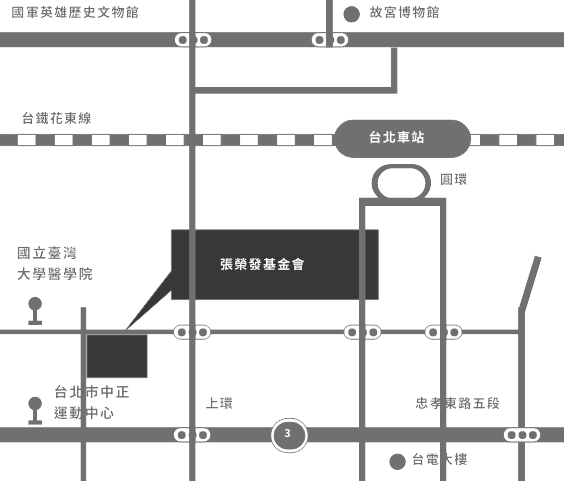 國軍英雄歷史文物館
故宮博物館
台鐵花東線
台北車站
圓環
國立臺灣
大學醫學院
張榮發基金會
台北市中正
運動中心
上環
忠孝東路五段
3
台電大樓